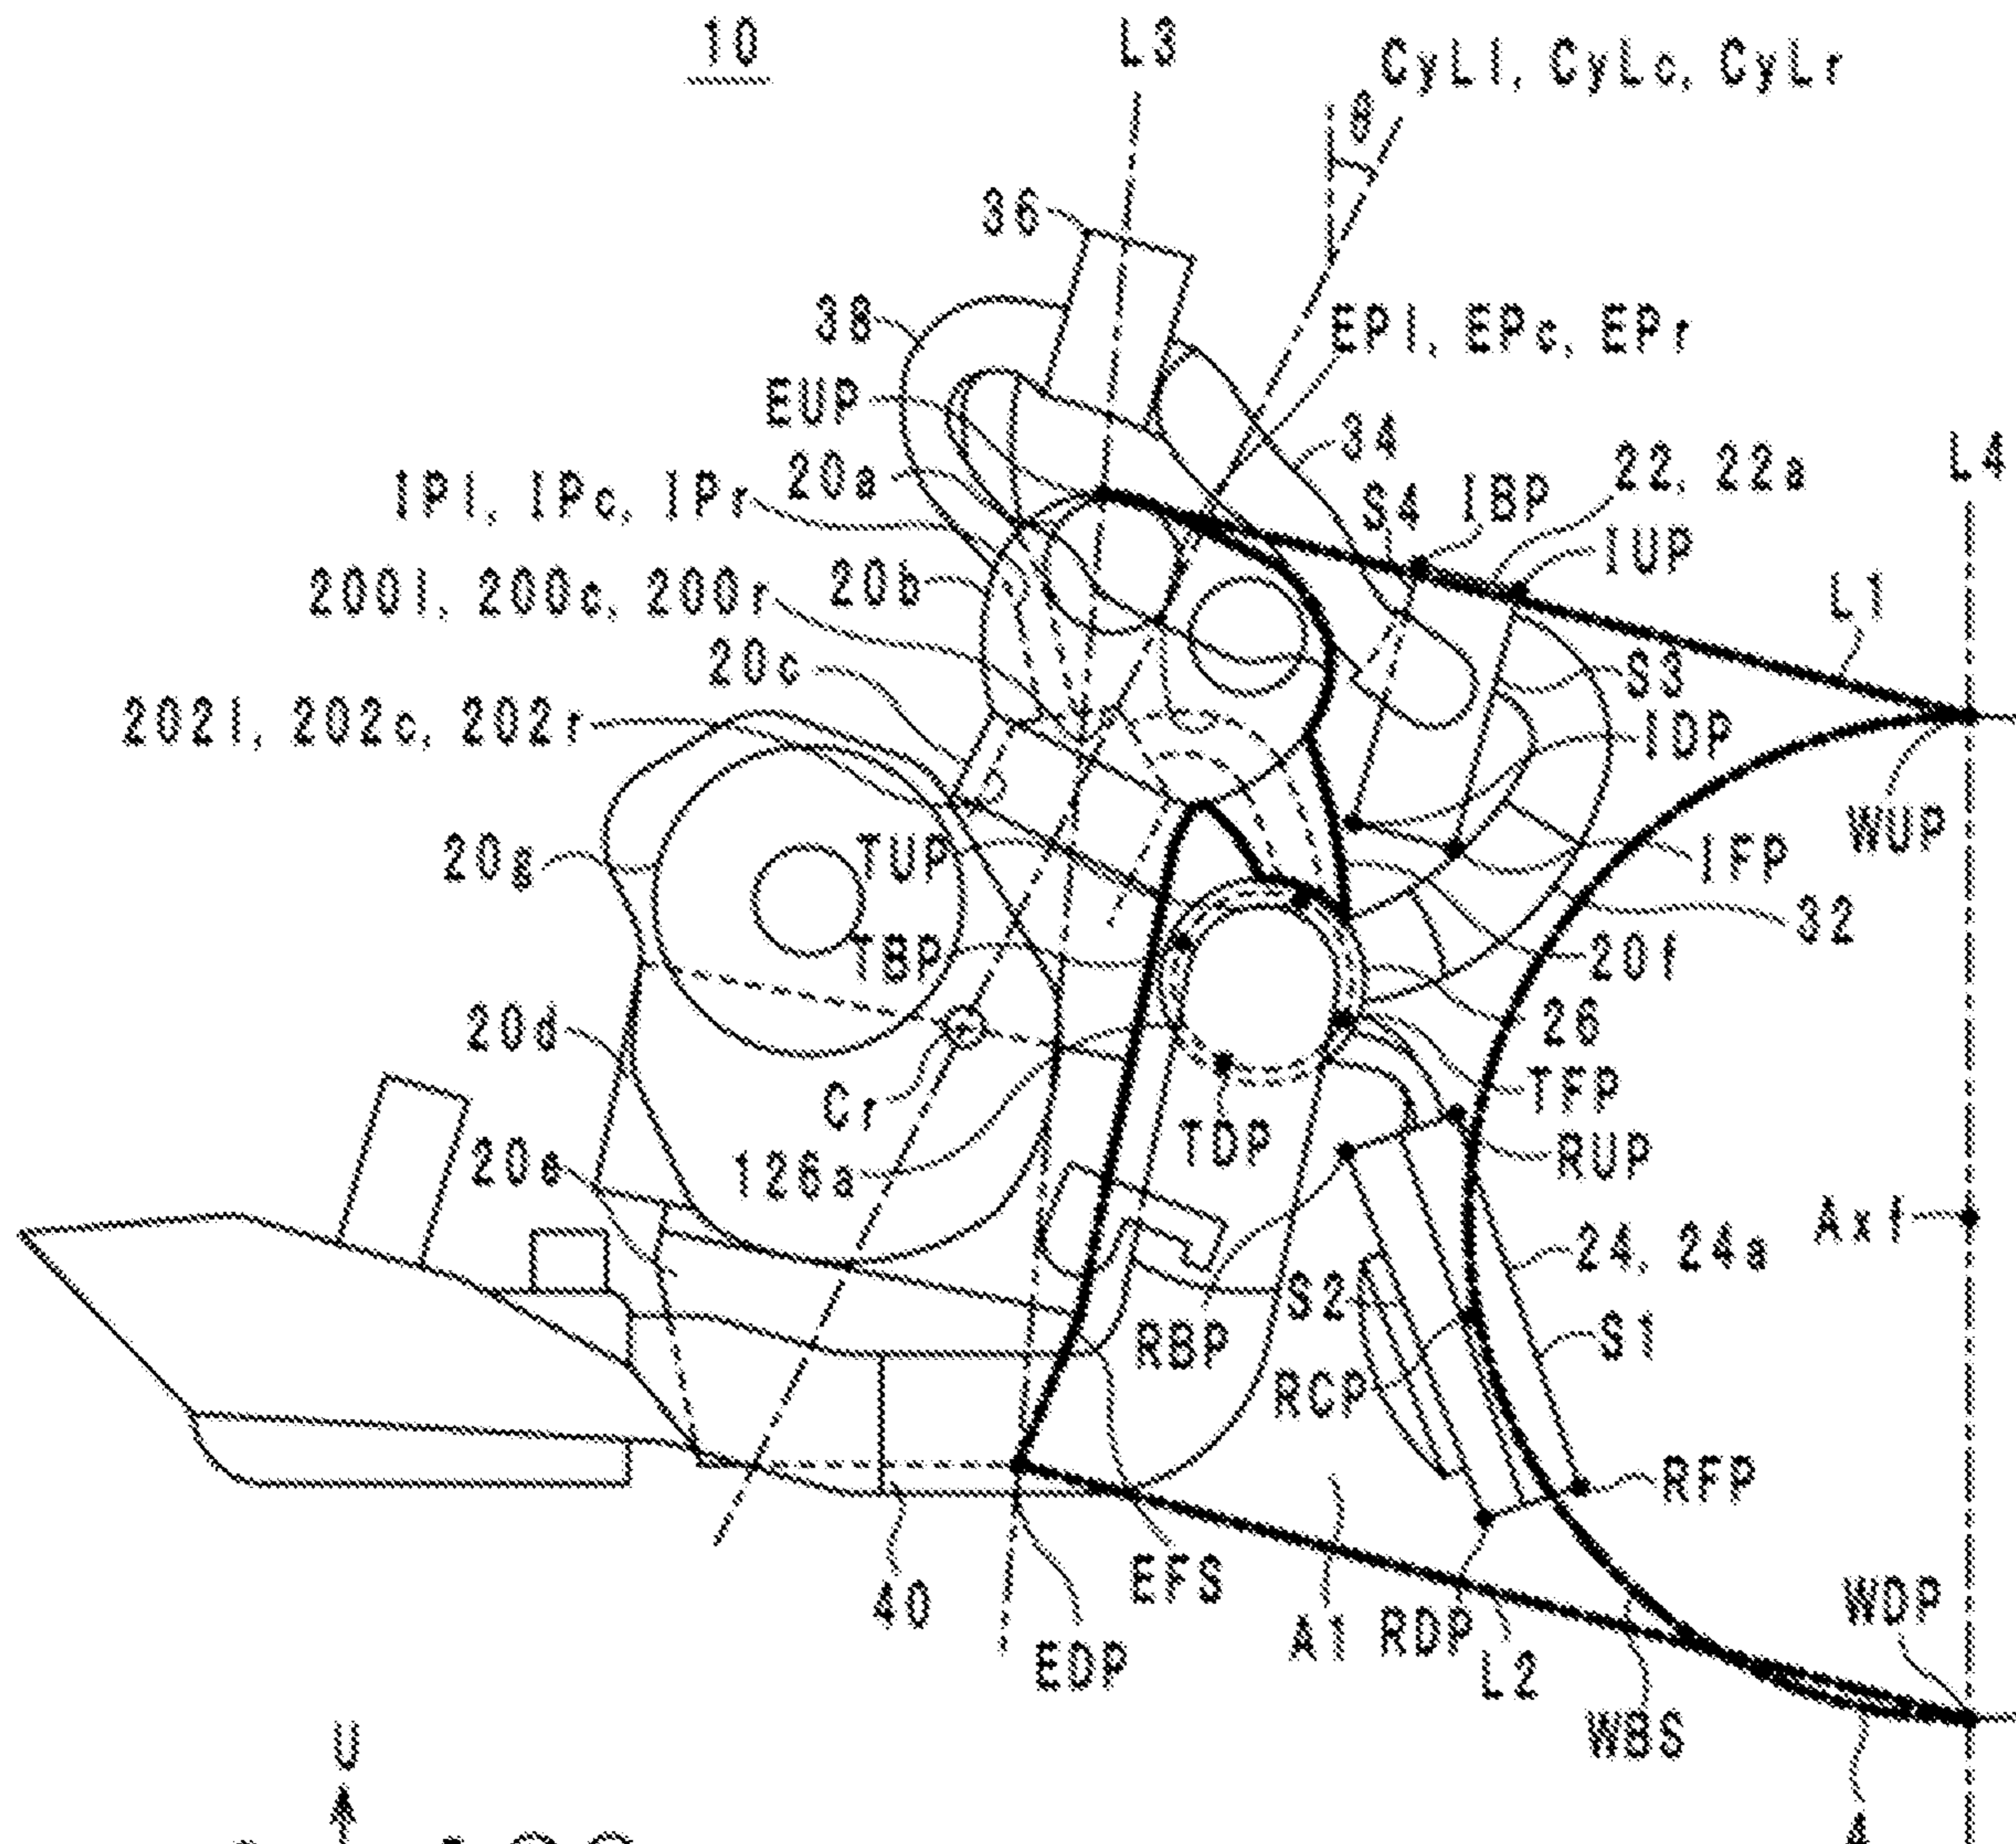 10
L3
CyLl, CyLc, CyLr
θ
36
38
EPl, EPc, EPr
EUP
34
22, 22a
L4
20a
S4
IBP
IPl, IPc, IPr
IUP
20b
200l, 200c, 200r
L1
20c
S3
202l, 202c, 202r
IDP
WUP
20g
TUP
IFP
32
TBP
20f
26
20d
Cr
TFP
TDP
RUP
20e
126a
Axf
24, 24a
S2
S1
RBP
RCP
RFP
EFS
40
WDP
A1
RDP
EDP
L2
WBS
U